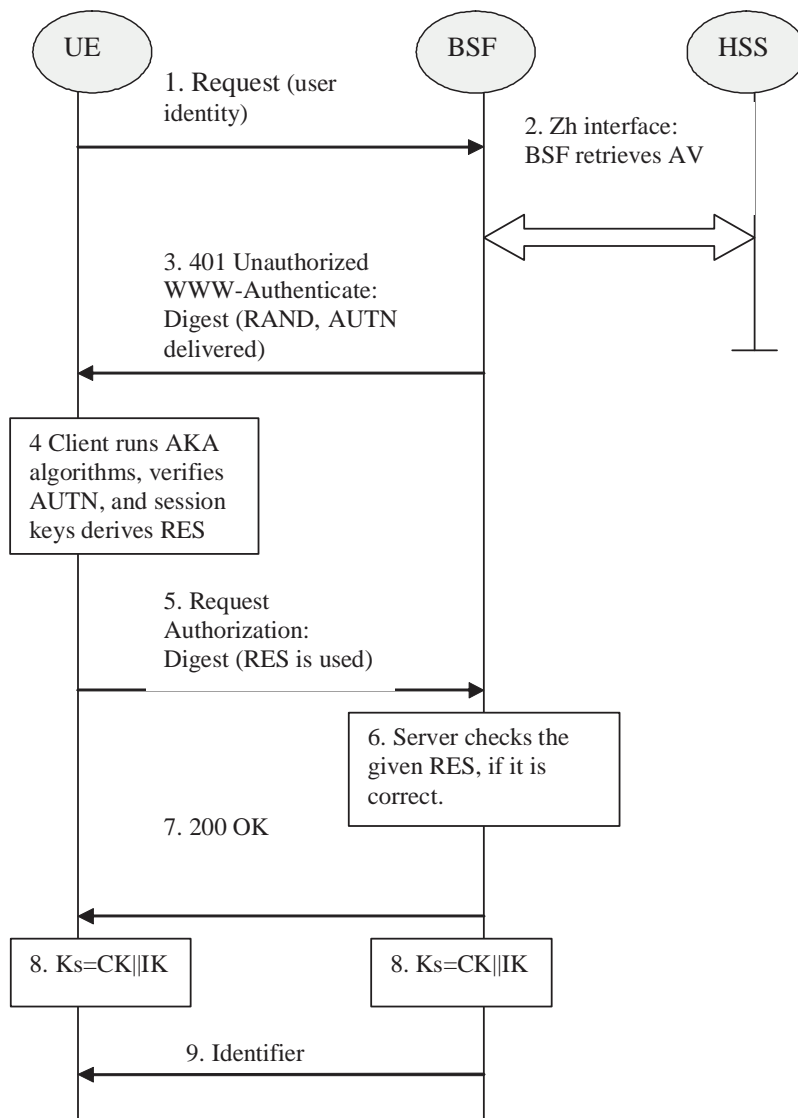 UE
BSF
HSS
1. Request (user
identity)
2. Zh interface:
BSF retrieves AV
3. 401 Unauthorized
WWW-Authenticate:
Digest (RAND, AUTN
delivered)
4 Client runs AKA
algorithms, verifies
AUTN, and session
keys derives RES
5. Request
Authorization:
Digest (RES is used)
6. Server checks the
given RES, if it is
correct.
7. 200 OK
8. Ks=CK||IK
8. Ks=CK||IK
9. Identifier